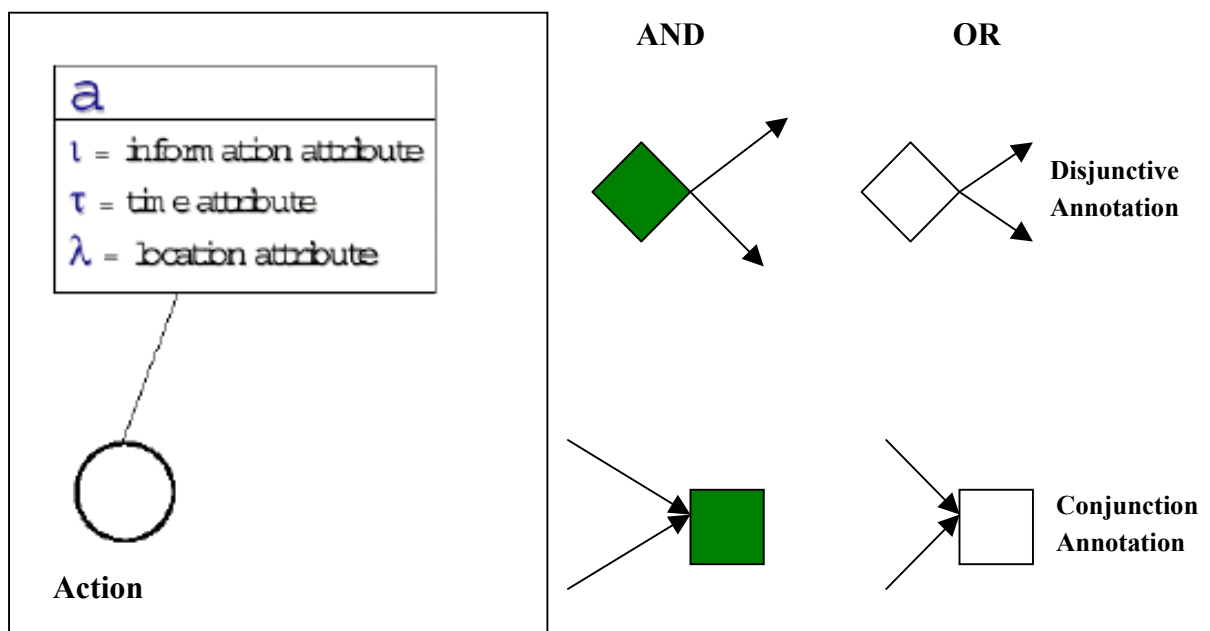 a
ι = information attribute
τ = time attribute
λ = location attribute
Action
AND
OR
Disjunctive
Annotation
Conjunction
Annotation